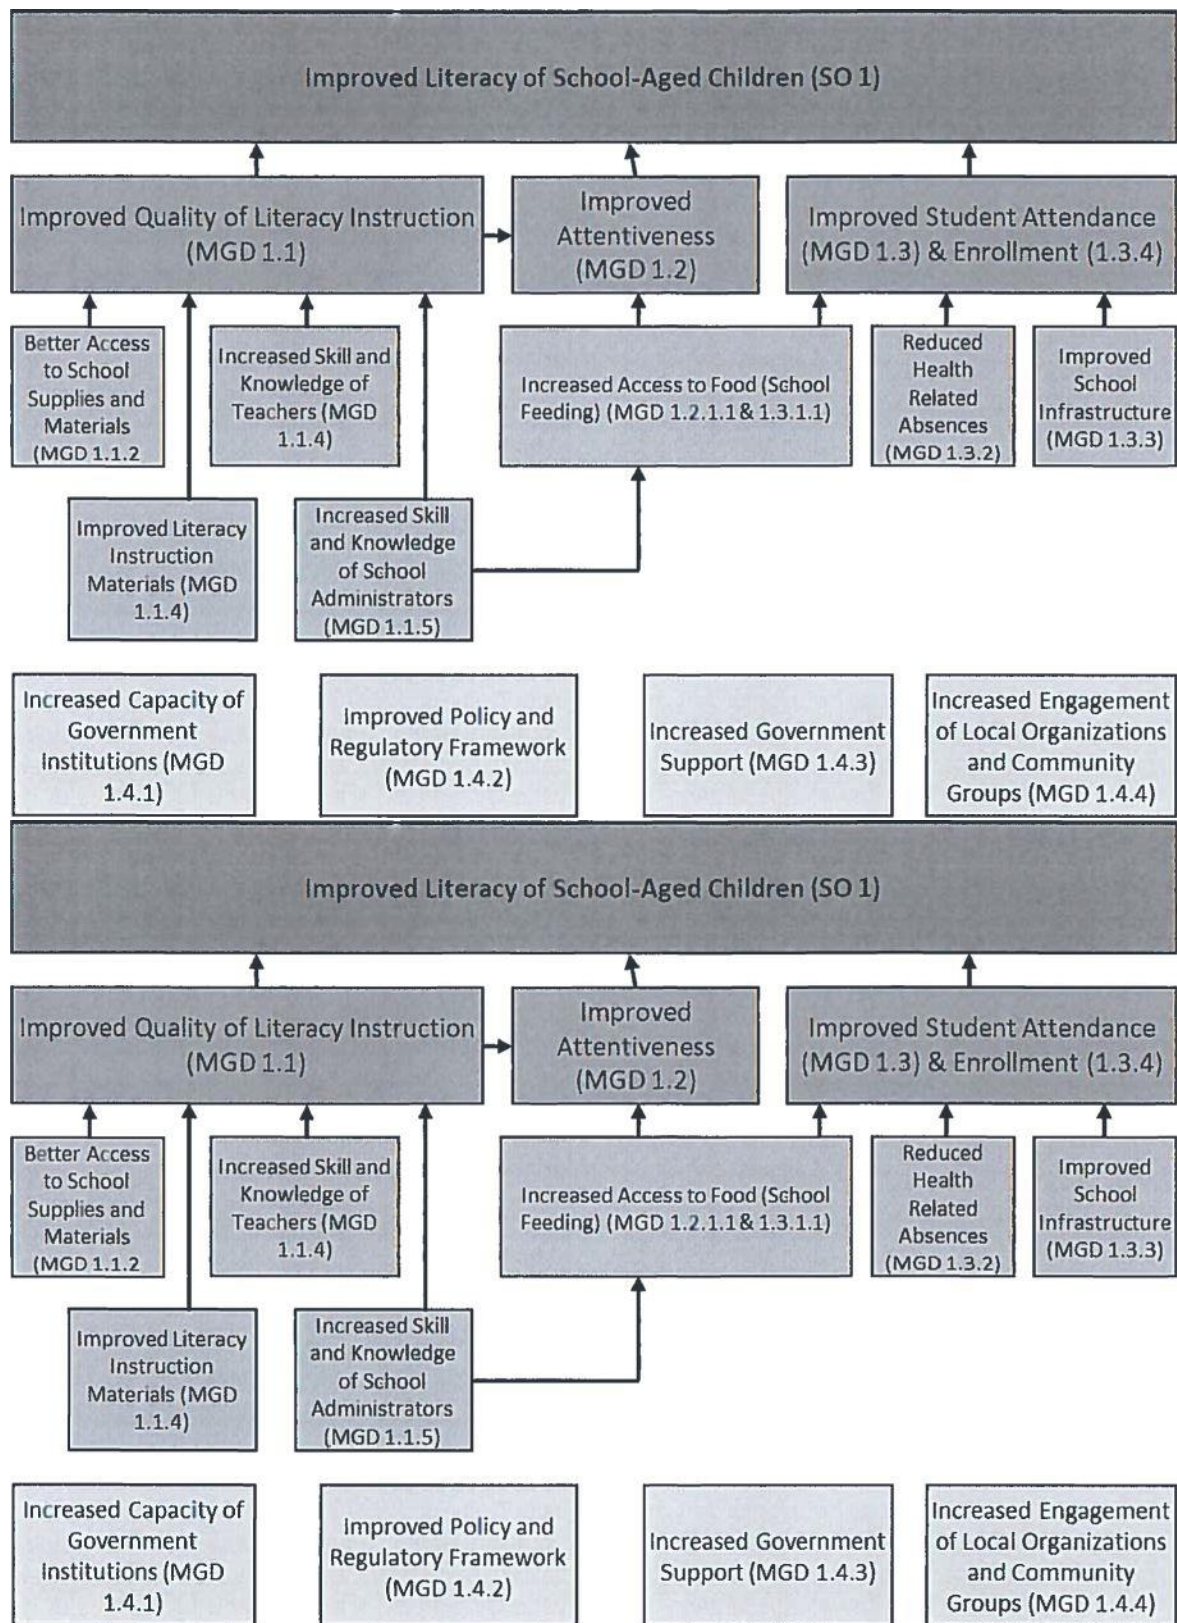 Improved Literacy of School-Aged Children (SO 1)
Improved Quality of Literacy Instruction
(MGD 1.1)
Improved
Attentiveness
(MGD 1.2)
Improved Student Attendance
(MGD 1.3) & Enrollment (1.3.4)
Better Access
to School
Supplies and
Materials
(MGD 1.1.2
Increased Skill and
Knowledge of
Teachers (MGD
1.1.4)
Increased Access to Food (School
Feeding) (MGD 1.2.1.1 & 1.3.1.1)
Reduced
Health
Related
Absences
(MGD 1.3.2)
Improved
School
Infrastructure
(MGD 1.3.3)
Improved Literacy
Instruction
Materials (MGD
1.1.4)
Increased Skill
and Knowledge
of School
Administrators
(MGD 1.1.5)
Increased Capacity of
Government
Institutions (MGD
1.4.1)
Improved Policy and
Regulatory Framework
(MGD 1.4.2)
Increased Government
Support (MGD 1.4.3)
Increased Engagement
of Local Organizations
and Community
Groups (MGD 1.4.4)
Improved Literacy of School-Aged Children (SO 1)
Improved Quality of Literacy Instruction
(MGD 1.1)
Improved
Attentiveness
(MGD 1.2)
Improved Student Attendance
(MGD 1.3) & Enrollment (1.3.4)
Better Access
to School
Supplies and
Materials
(MGD 1.1.2
Increased Skill and
Knowledge of
Teachers (MGD
1.1.4)
Increased Access to Food (School
Feeding) (MGD 1.2.1.1 & 1.3.1.1)
Reduced
Health
Related
Absences
(MGD 1.3.2)
Improved
School
Infrastructure
(MGD 1.3.3)
Improved Literacy
Instruction
Materials (MGD
1.1.4)
Increased Skill
and Knowledge
of School
Administrators
(MGD 1.1.5)
Increased Capacity of
Government
Institutions (MGD
1.4.1)
Improved Policy and
Regulatory Framework
(MGD 1.4.2)
Increased Government
Support (MGD 1.4.3)
Increased Engagement
of Local Organizations
and Community
Groups (MGD 1.4.4)